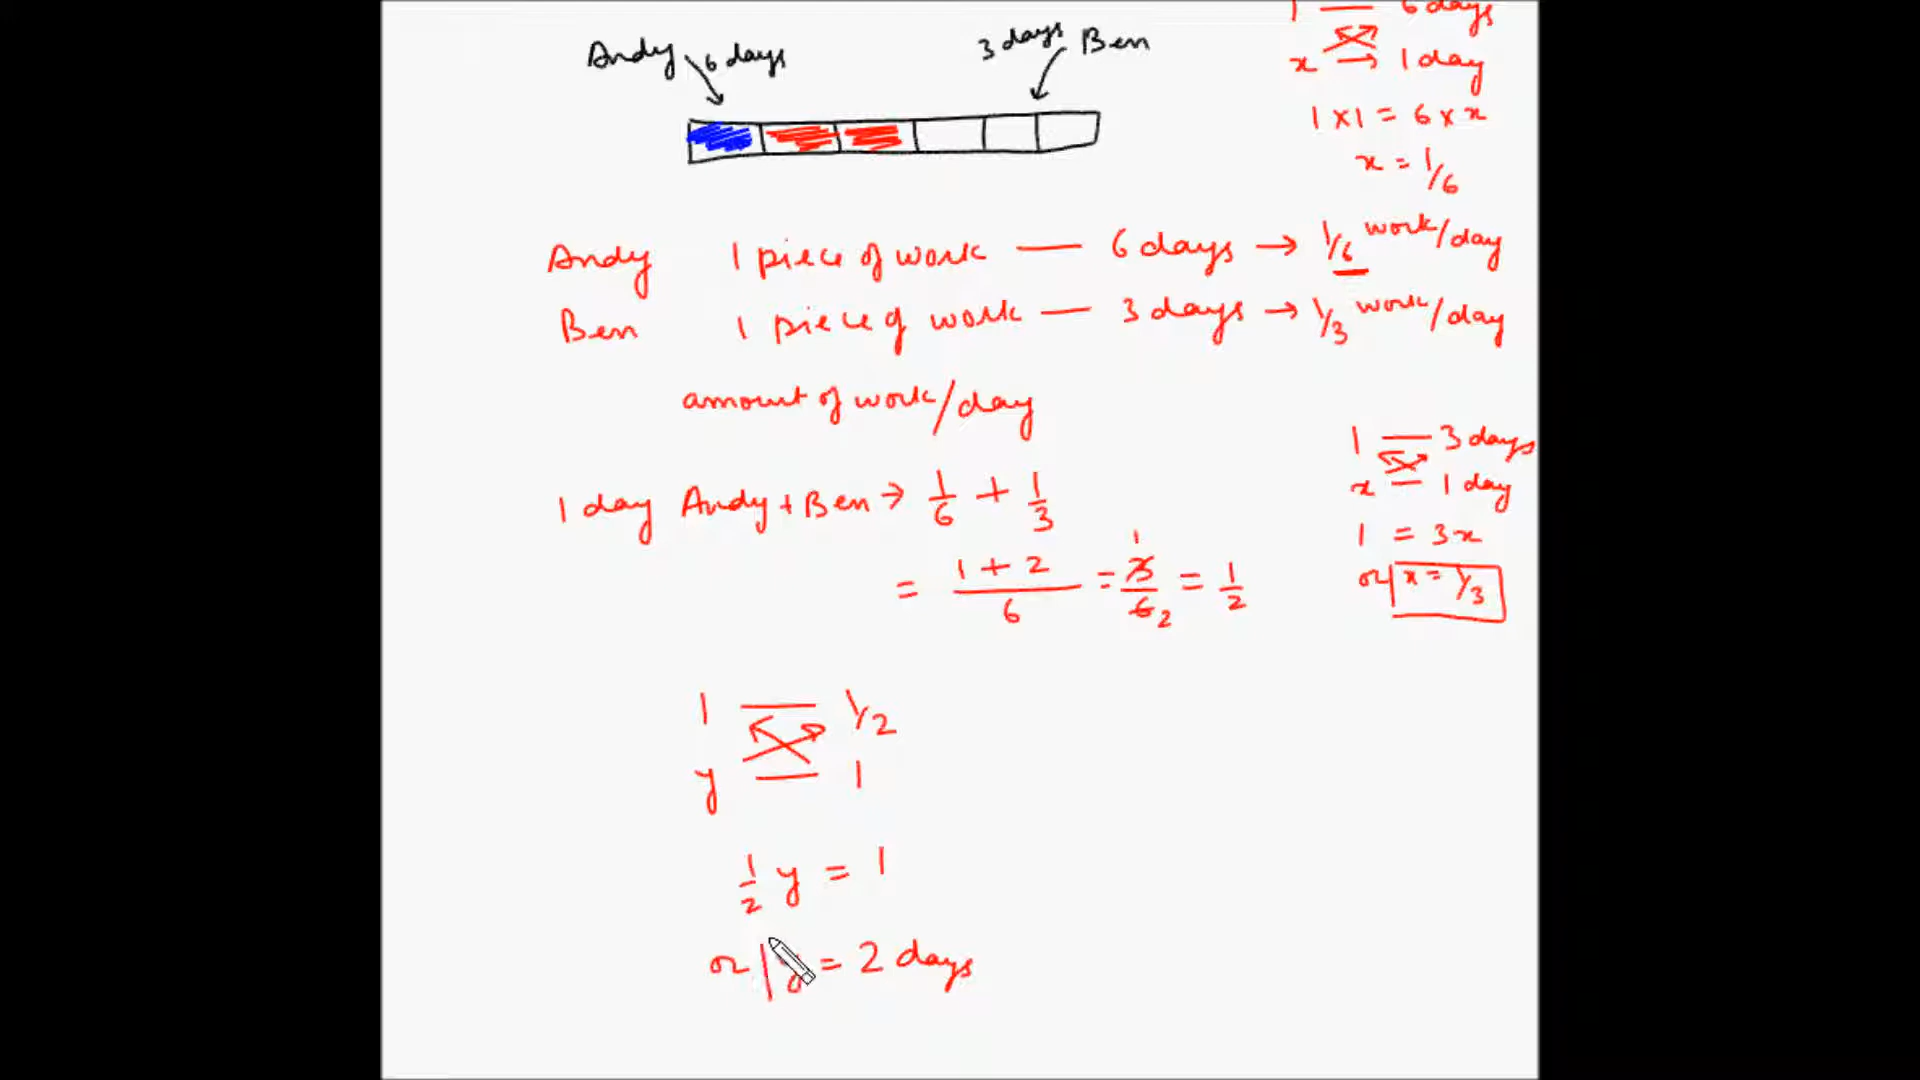 1 — 6 days
Andy 6 days 3 days Ben
x → 1 day
1 x 1 = 6 x x
x = 1/6
Andy 1 piece of work — 6 days → 1/6 work/day
Ben 1 piece of work — 3 days → 1/3 work/day
amount of work/day
1 — 3 days
x — 1 day
1 = 3x
or x = 1/3
1 day Andy + Ben → 1/6 + 1/3
= (1 + 2)/6 = 3/6 1 2 = 1/2
1 — 1/2
y — 1
1/2 y = 1
or y = 2 days